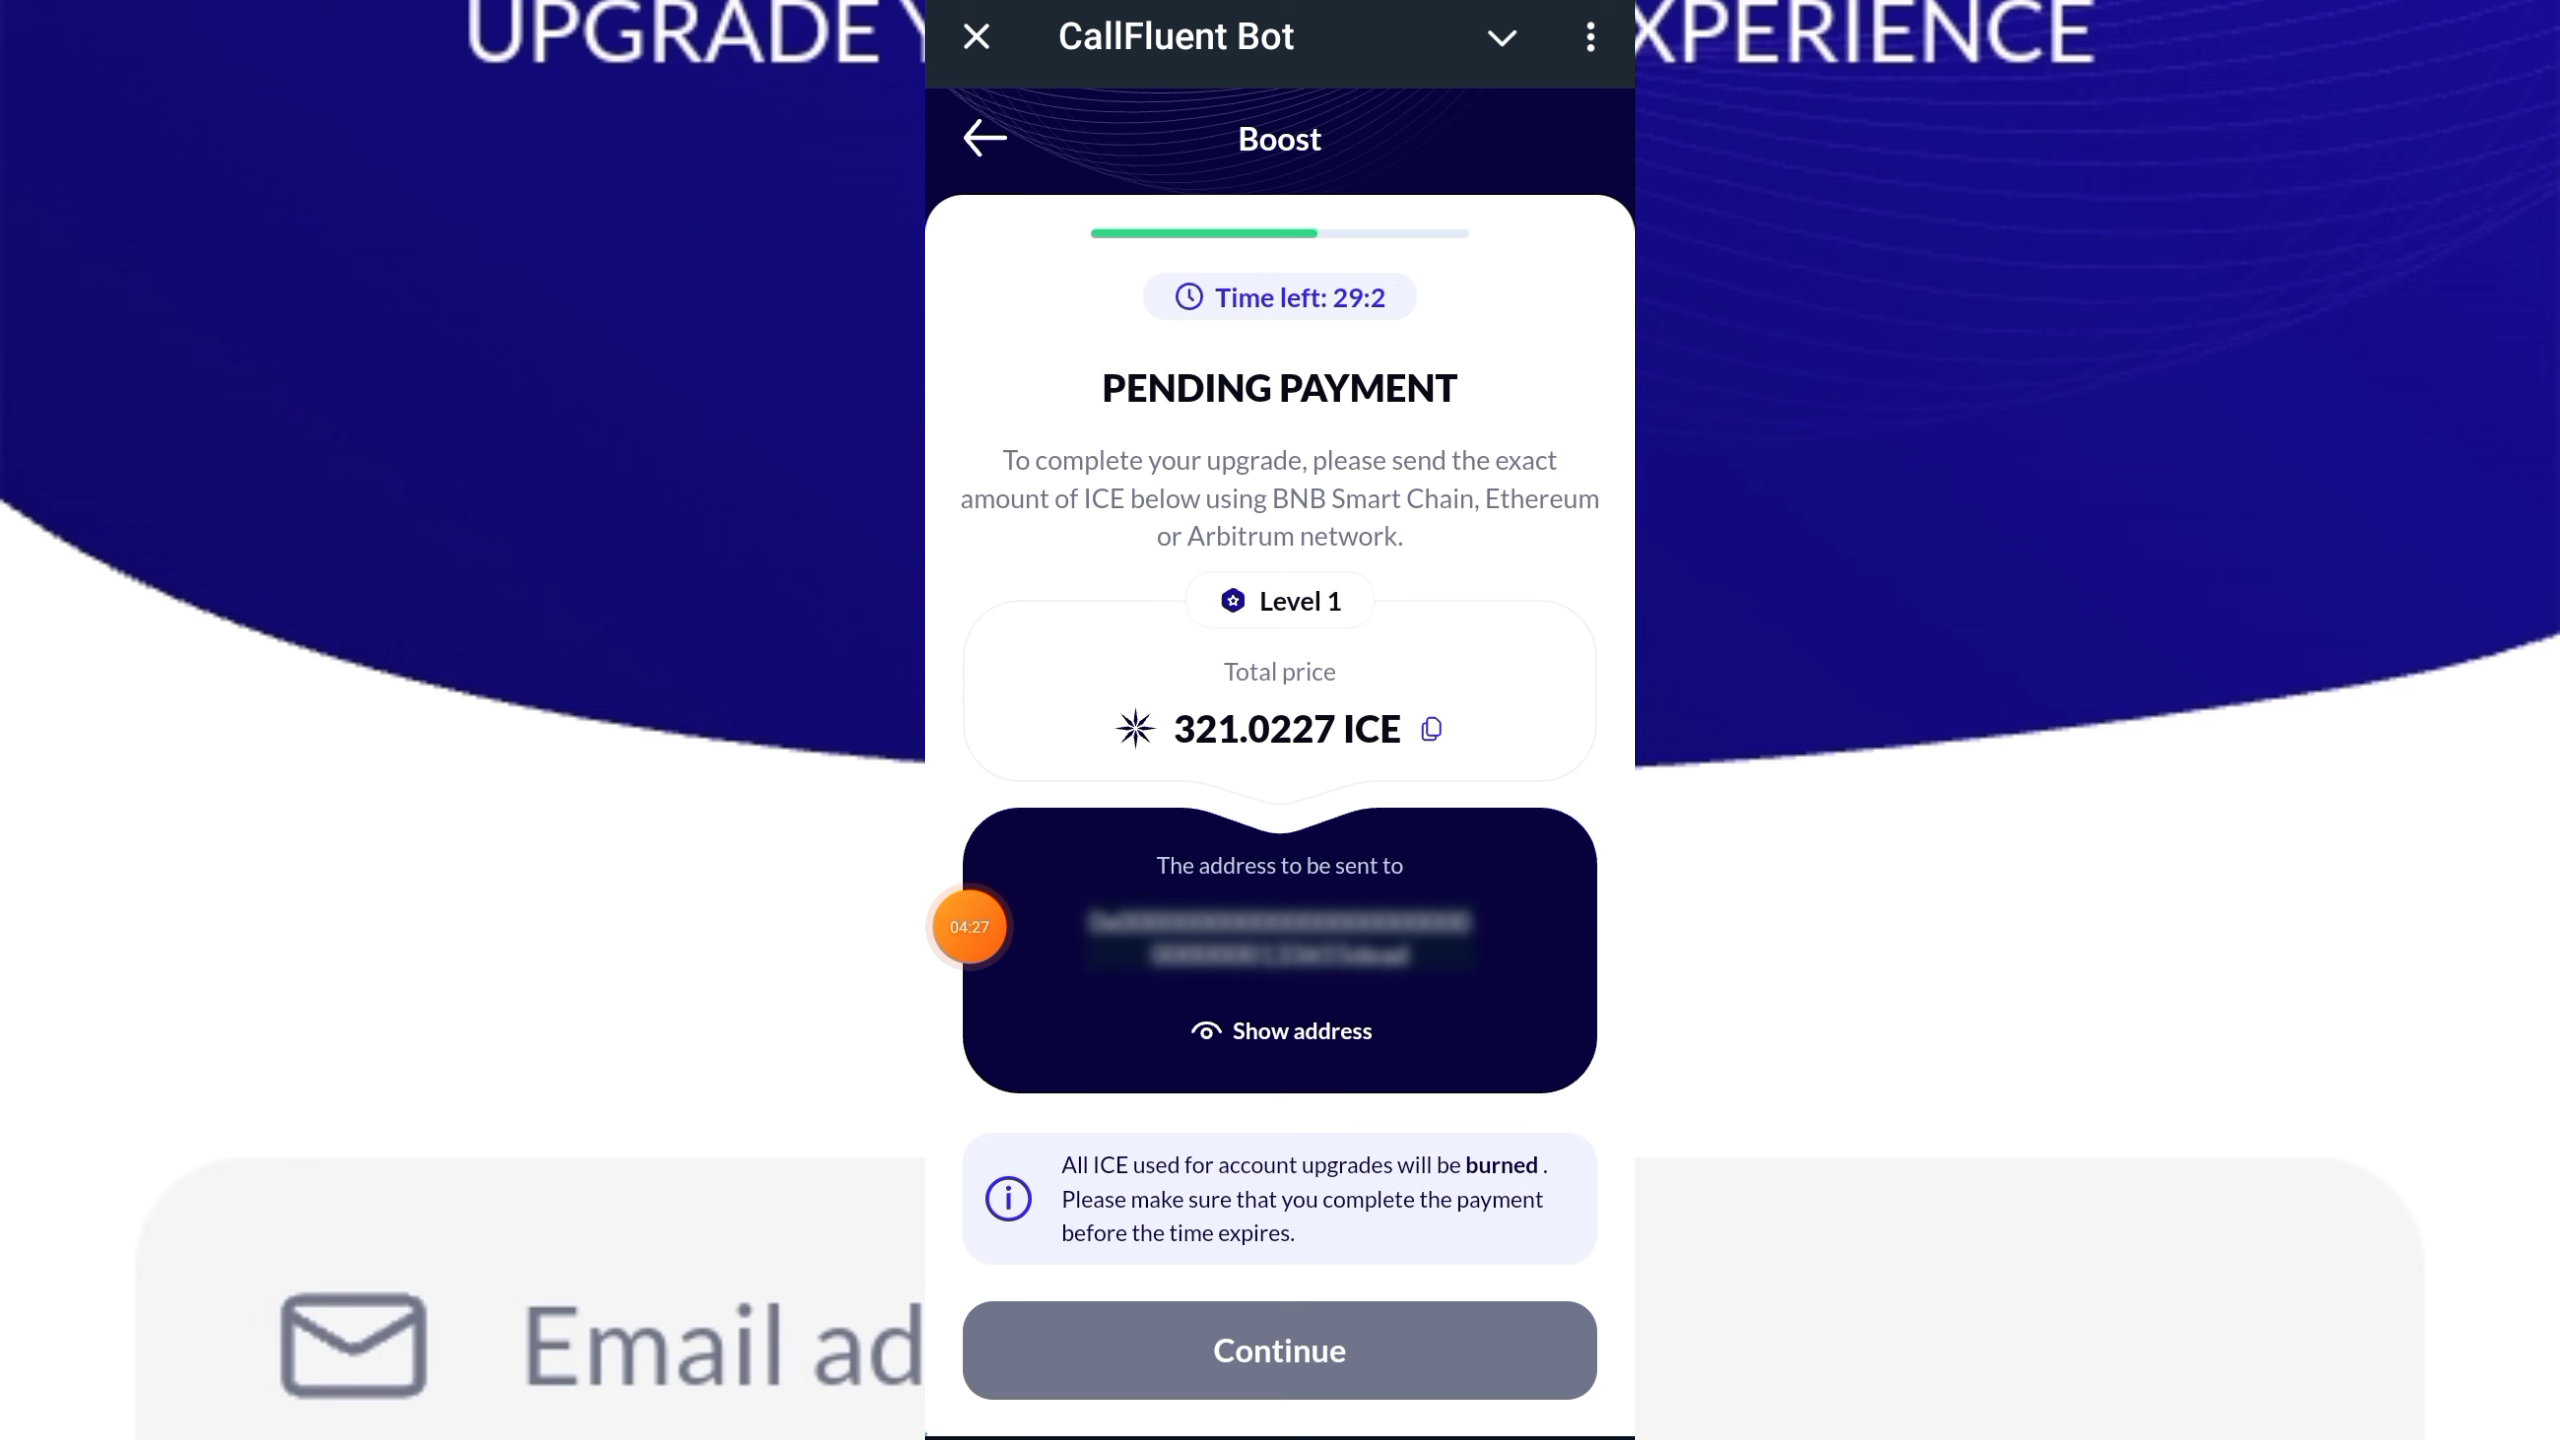 UPGRADE
XPERIENCE
CallFluent Bot
Boost
Time left: 29:2
PENDING PAYMENT
To complete your upgrade, please send the exact
amount of ICE below using BNB Smart Chain, Ethereum
or Arbitrum network.
Level 1
Total price
321.0227 ICE
The address to be sent to
04:27
Show address
All ICE used for account upgrades will be burned .
Please make sure that you complete the payment
before the time expires.
Email ad
Continue